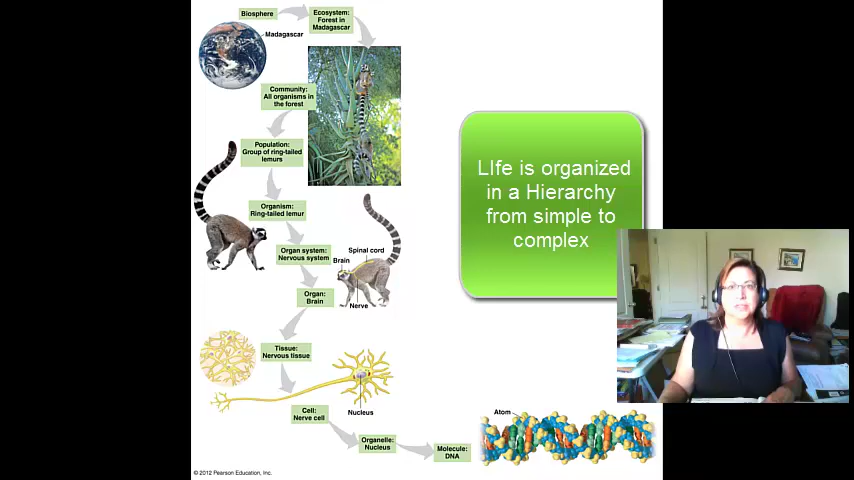 Biosphere
Ecosystem:
Forest in
Madagascar
Madagascar
Community:
All organisms in
the forest
Population:
Group of ring-tailed
lemurs
Organism:
Ring-tailed lemur
Organ system:
Nervous system
Spinal cord
Brain
Nerve
Organ:
Brain
Tissue:
Nervous tissue
Cell:
Nerve cell
Nucleus
Organelle:
Nucleus
Molecule:
DNA
Atom
LIfe is organized
in a Hierarchy
from simple to
complex
© 2012 Pearson Education, Inc.